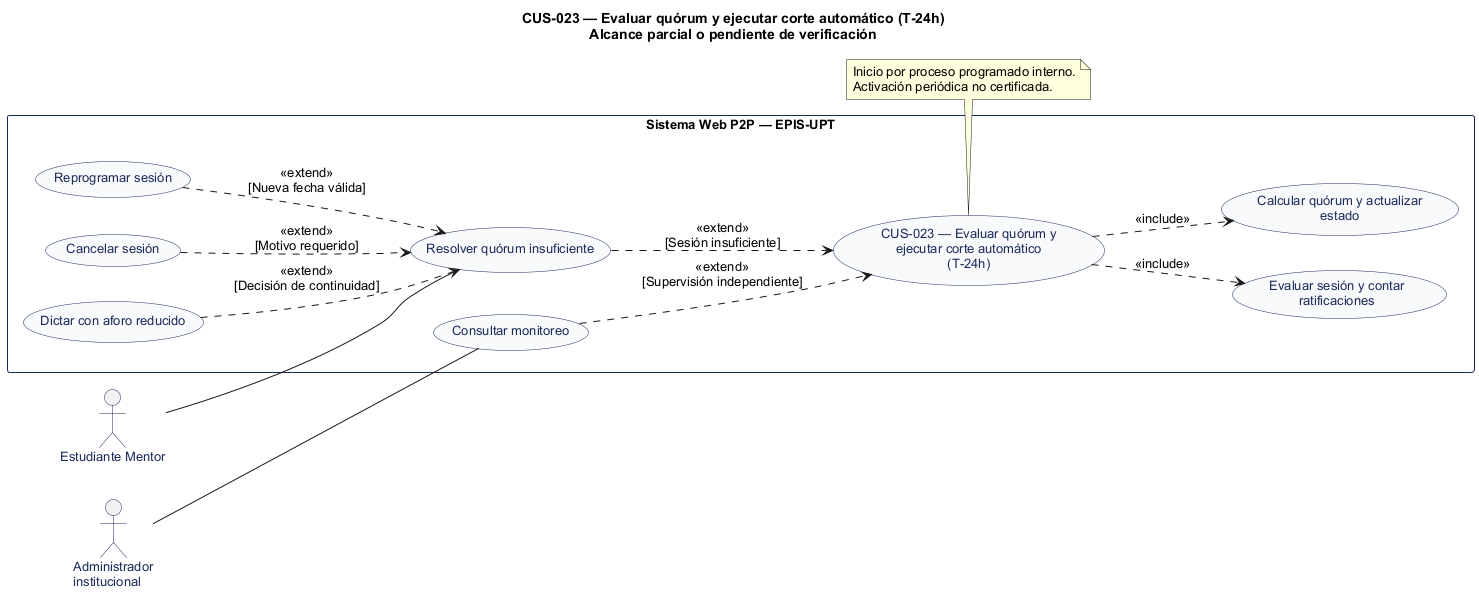 CUS-023 — Evaluar quórum y ejecutar corte automático (T-24h)
Alcance parcial o pendiente de verificación
Inicio por proceso programado interno.
Activación periódica no certificada.
Sistema Web P2P — EPIS-UPT
Reprogramar sesión
«extend»
[Nueva fecha válida]
Cancelar sesión
«extend»
[Motivo requerido]
Dictar con aforo reducido
«extend»
[Decisión de continuidad]
Resolver quórum insuficiente
«extend»
[Sesión insuficiente]
Consultar monitoreo
«extend»
[Supervisión independiente]
CUS-023 — Evaluar quórum y
ejecutar corte automático
(T-24h)
«include»
Calcular quórum y actualizar
estado
«include»
Evaluar sesión y contar
ratificaciones
Estudiante Mentor
Administrador
institucional